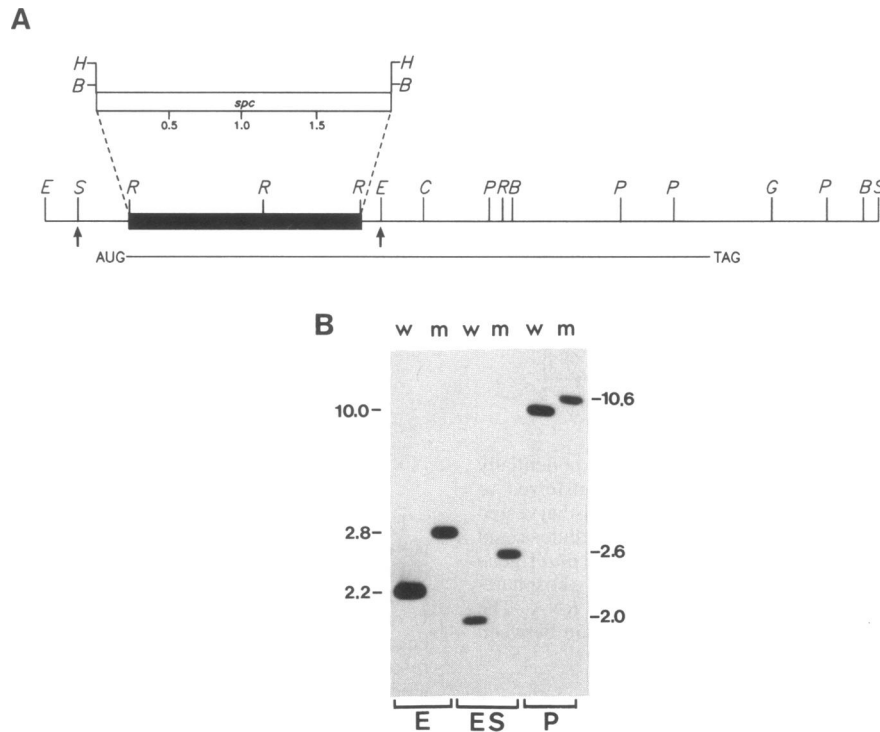 A
H H
B B
spc
0.5 1.0 1.5
E S R R R E C P R B P P G P B S
AUG TAG
B
w m w m w m
10.0– –10.6
2.8– –2.6
2.2– –2.0
E ES P